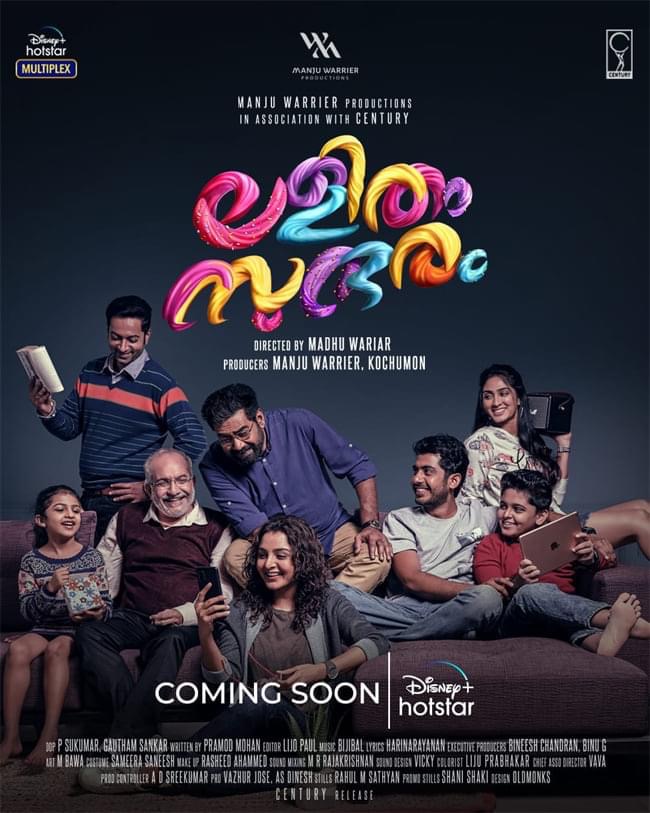 Disney+
hotstar
MULTIPLEX
MANJU WARRIER
PRODUCTIONS
CENTURY
MANJU WARRIER PRODUCTIONS
IN ASSOCIATION WITH CENTURY
ലളിതം
സുന്ദരം
DIRECTED BY MADHU WARIAR
PRODUCERS MANJU WARRIER, KOCHUMON
COMING SOON
Disney+
hotstar
DOP P SUKUMAR, GAUTHAM SANKAR WRITTEN BY PRAMOD MOHAN EDITOR LIJO PAUL MUSIC BIJIBAL LYRICS HARINARAYANAN EXECUTIVE PRODUCERS BINEESH CHANDRAN, BINU G
ART M BAWA COSTUME SAMEERA SANEESH MAKE UP RASHEED AHAMMED SOUND MIXING M R RAJAKRISHNAN SOUND DESIGN VICKY COLORIST LIJU PRABHAKAR CHIEF ASSO DIRECTOR VAVA
PROD CONTROLLER A D SREEKUMAR PRO VAZHUR JOSE, AS DINESH STILLS RAHUL M SATHYAN PROMO STILLS SHANI SHAKI DESIGN OLDMONKS
CENTURY RELEASE